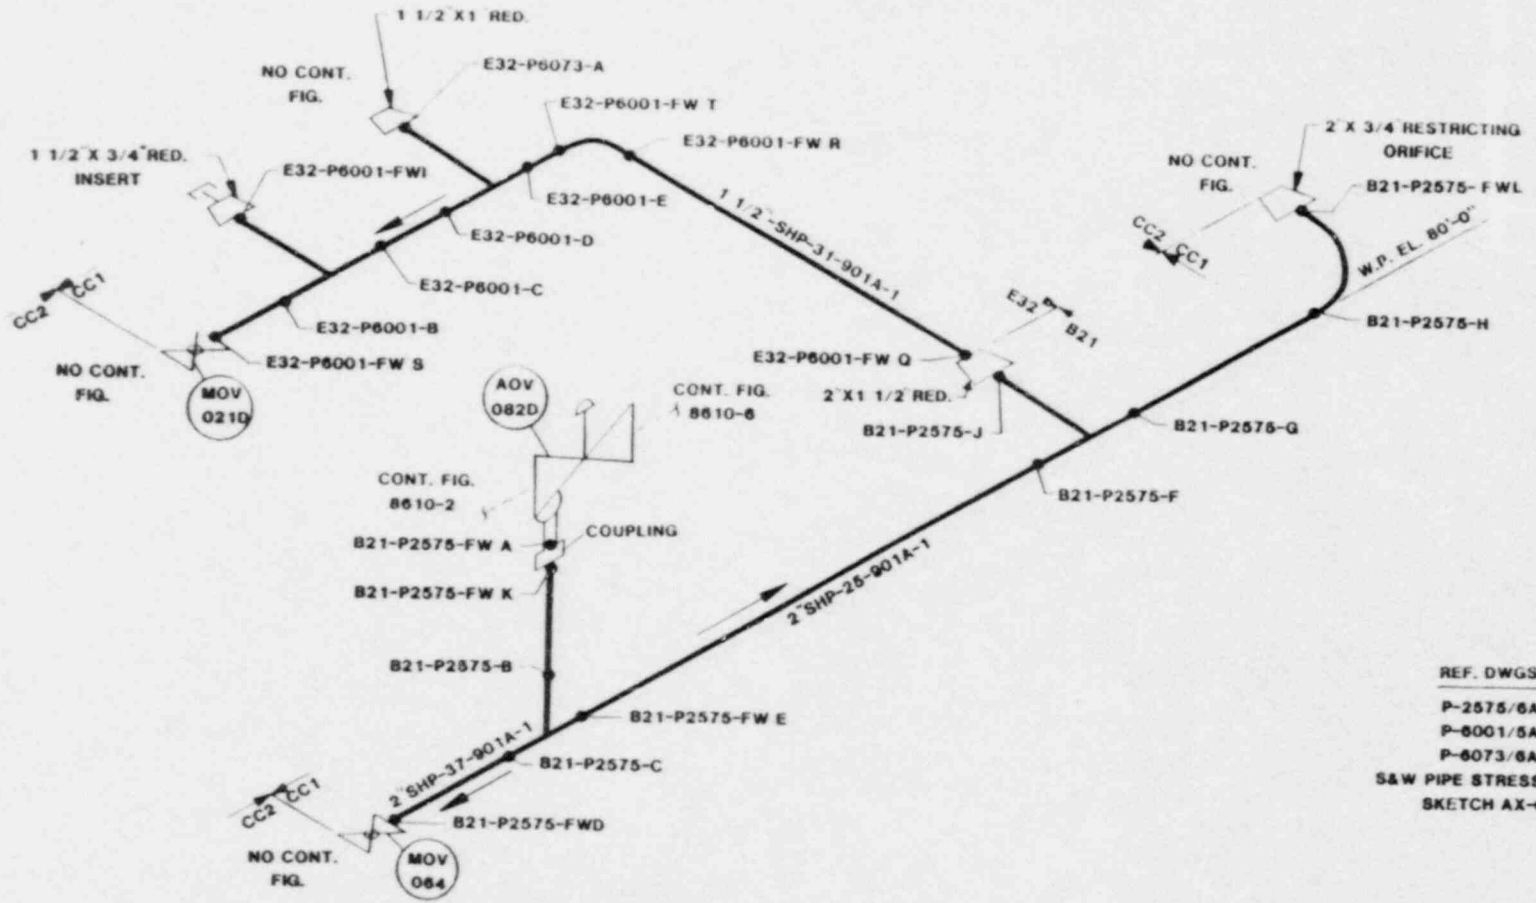 1 1/2" X 1 RED.
NO CONT.
FIG.
E32-P6073-A
E32-P6001-FW T
E32-P6001-FW R
1 1/2" X 3/4" RED.
INSERT
E32-P6001-FWI
E32-P6001-E
E32-P6001-D
E32-P6001-C
E32-P6001-B
E32-P6001-FW S
CC2 CC1
NO CONT.
FIG.
MOV
021D
1 1/2"-SHP-31-901A-1
2" X 3/4" RESTRICTING
ORIFICE
NO CONT.
FIG.
B21-P2575-FWL
CC2 CC1
W.P. EL. 80'-0"
B21-P2575-H
E32
B21
E32-P6001-FW Q
2" X1 1/2" RED.
B21-P2575-J
B21-P2575-G
B21-P2575-F
AOV
082D
CONT. FIG.
8610-6
CONT. FIG.
8610-2
B21-P2575-FW A
COUPLING
B21-P2575-FW K
2"SHP-25-901A-1
B21-P2575-B
B21-P2575-FW E
2"SHP-37-901A-1
B21-P2575-C
B21-P2575-FWD
CC2 CC1
NO CONT.
FIG.
MOV
064
REF. DWGS
P-2575/6A
P-6001/5A
P-6073/6A
S&W PIPE STRESS
SKETCH AX-